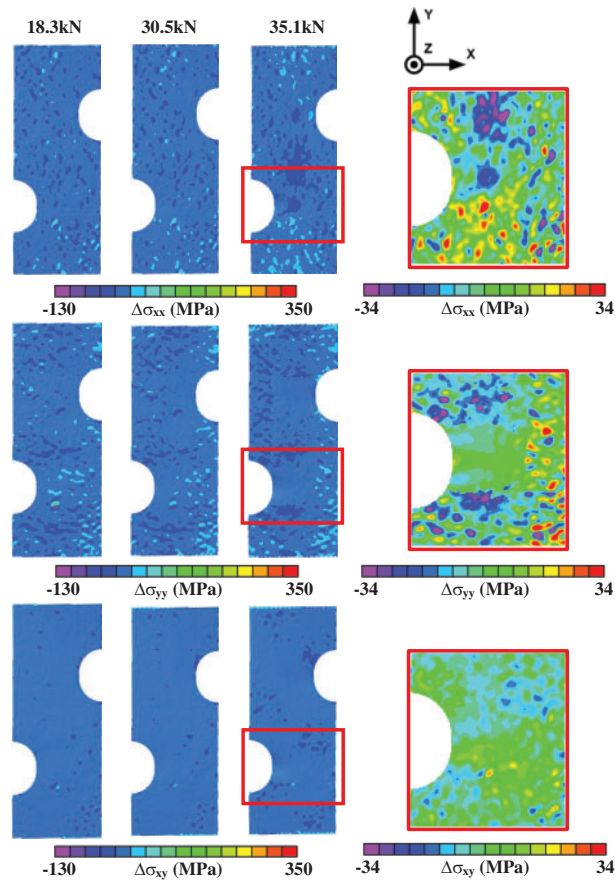 18.3kN 30.5kN 35.1kN
Y
Z X
-130 Δσxx (MPa) 350 -34 Δσxx (MPa) 34
-130 Δσyy (MPa) 350 -34 Δσyy (MPa) 34
-130 Δσxy (MPa) 350 -34 Δσxy (MPa) 34